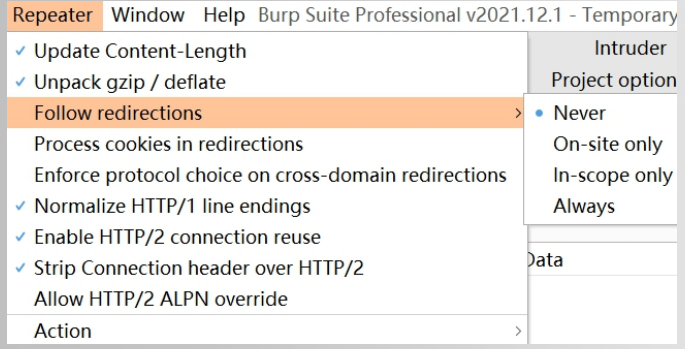 Repeater Window Help Burp Suite Professional v2021.12.1 - Temporary
Update Content-Length
Intruder
Unpack gzip / deflate
Project option
Follow redirections
Never
Process cookies in redirections
On-site only
Enforce protocol choice on cross-domain redirections
In-scope only
Normalize HTTP/1 line endings
Always
Enable HTTP/2 connection reuse
Strip Connection header over HTTP/2
Data
Allow HTTP/2 ALPN override
Action